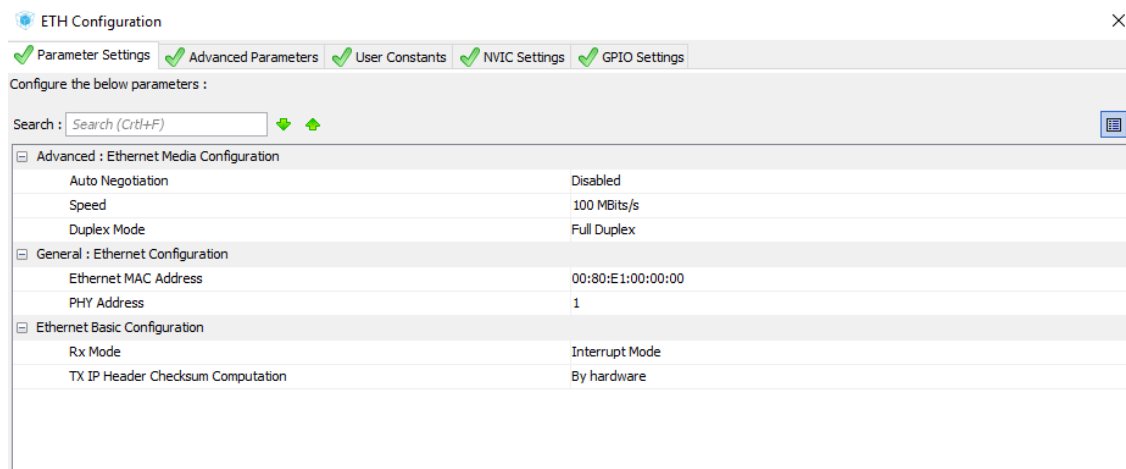 ETH Configuration
Parameter Settings Advanced Parameters User Constants NVIC Settings GPIO Settings
Configure the below parameters :
Search : Search (Crtl+F)
Advanced : Ethernet Media Configuration
Auto Negotiation Disabled
Speed 100 MBits/s
Duplex Mode Full Duplex
General : Ethernet Configuration
Ethernet MAC Address 00:80:E1:00:00:00
PHY Address 1
Ethernet Basic Configuration
Rx Mode Interrupt Mode
TX IP Header Checksum Computation By hardware